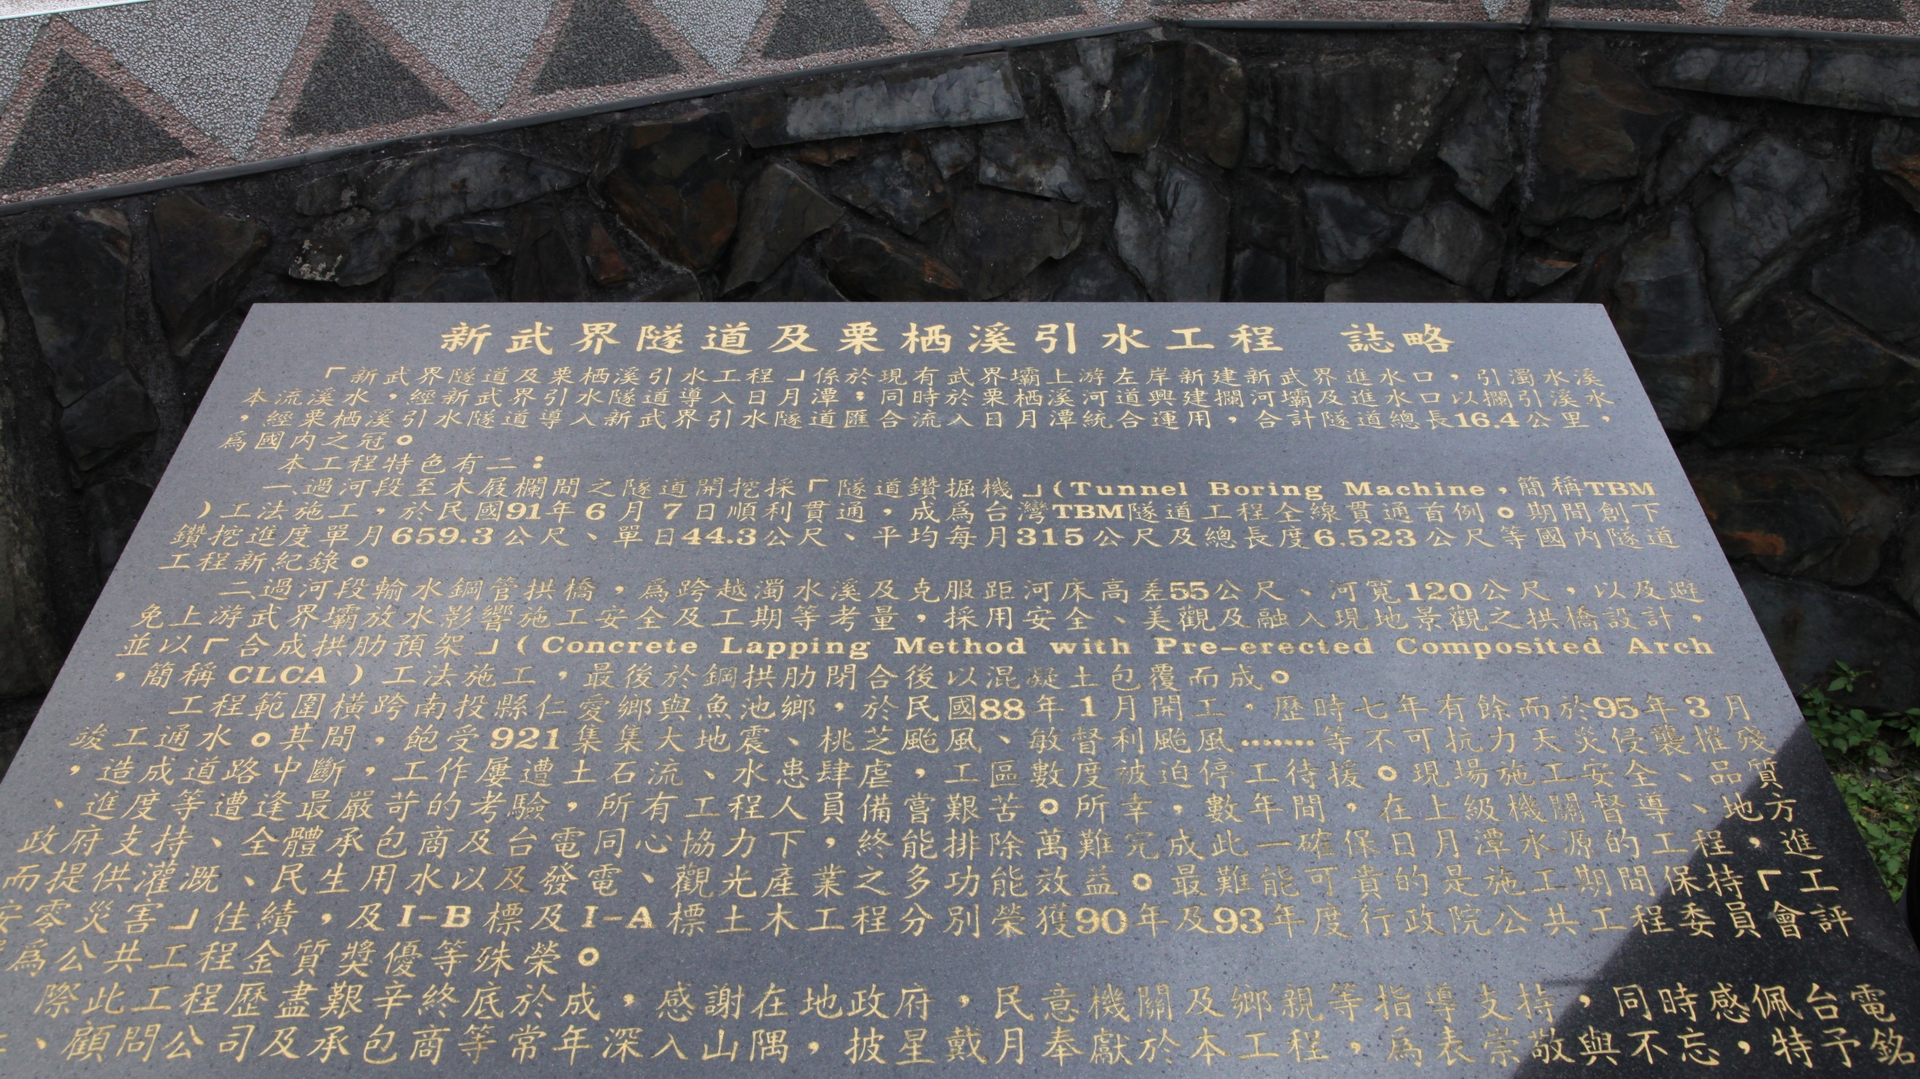 新武界隧道及栗栖溪引水工程　誌略
「新武界隧道及栗栖溪引水工程」係於現有武界壩上游左岸新建新武界進水口，引濁水溪
本流溪水，經新武界引水隧道導入日月潭；同時於栗栖溪河道興建攔河壩及進水口以攔引溪水
，經栗栖溪引水隧道導入新武界引水隧道匯合流入日月潭統合運用，合計隧道總長16.4公里，
為國內之冠。
本工程特色有二：
一、過河段至木屐欄間之隧道開挖採「隧道鑽掘機」(Tunnel Boring Machine，簡稱TBM
)工法施工，於民國91年6月7日順利貫通，成為台灣TBM隧道工程全線貫通首例。期間創下
鑽挖進度單月659.3公尺、單日44.3公尺、平均每月315公尺及總長度6.523公尺等國內隧道
工程新紀錄。
二過河段輸水鋼管拱橋，為跨越濁水溪及克服距河床高差55公尺、河寬120公尺，以及避
免上游武界壩放水影響施工安全及工期等考量，採用安全、美觀及融入現地景觀之拱橋設計，
並以「合成拱肋預架」(Concrete Lapping Method with Pre-erected Composited Arch
，簡稱CLCA)工法施工，最後於鋼拱肋閉合後以混凝土包覆而成。
工程範圍橫跨南投縣仁愛鄉與魚池鄉，於民國88年1月開工，歷時七年有餘而於95年3月
竣工通水。其間，飽受921集集大地震、桃芝颱風、敏督利颱風‥‥‥‥等不可抗力天災侵襲摧殘
，造成道路中斷，工作屢遭土石流、水患肆虐，工區數度被迫停工待援。現場施工安全、品質
、進度等遭逢最嚴苛的考驗，所有工程人員備嘗艱苦。所幸，數年間，在上級機關督導、地方
政府支持、全體承包商及台電同心協力下，終能排除萬難完成此一確保日月潭水源的工程，進
而提供灌溉、民生用水以及發電、觀光產業之多功能效益。最難能可貴的是施工期間保持「工
安零災害」佳績，及I-B標及I-A標土木工程分別榮獲90年及93年度行政院公共工程委員會評
為公共工程金質獎優等殊榮。
際此工程歷盡艱辛終底於成，感謝在地政府，民意機關及鄉親等指導支持，同時感佩台電
、顧問公司及承包商等常年深入山隅，披星戴月奉獻於本工程，為表崇敬與不忘，特予銘